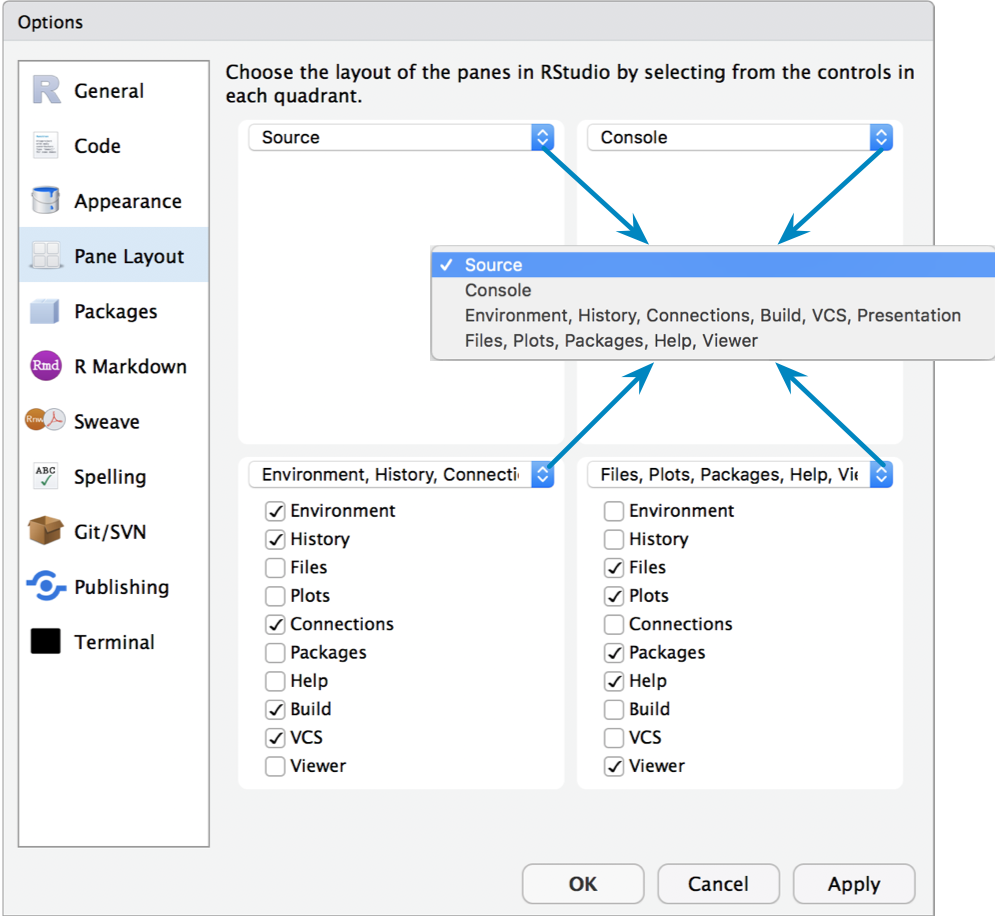 Options
General
Code
Appearance
Pane Layout
Packages
Rmd
R Markdown
Rnw
Sweave
ABC
Spelling
Git/SVN
Publishing
Terminal
Choose the layout of the panes in RStudio by selecting from the controls in
each quadrant.
Source
Console
Source
Console
Environment, History, Connections, Build, VCS, Presentation
Files, Plots, Packages, Help, Viewer
Environment, History, Connecti
Environment
History
Files
Plots
Connections
Packages
Help
Build
VCS
Viewer
Files, Plots, Packages, Help, Vie
Environment
History
Files
Plots
Connections
Packages
Help
Build
VCS
Viewer
OK
Cancel
Apply